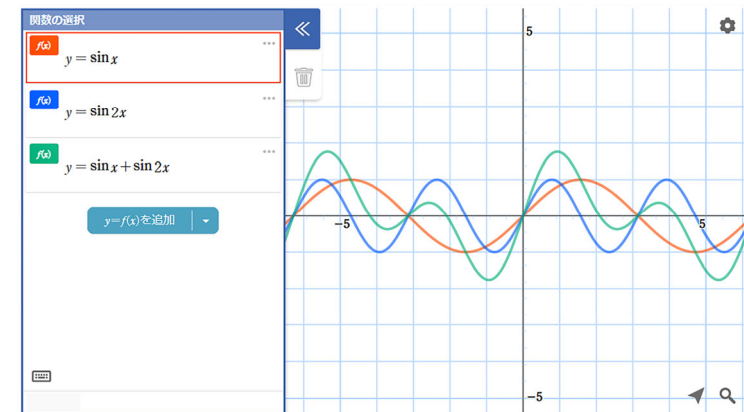 関数の選択
f(x)
y = sin x
f(x)
y = sin 2x
f(x)
y = sin x + sin 2x
y=f(x)を追加
5
−5
5
−5